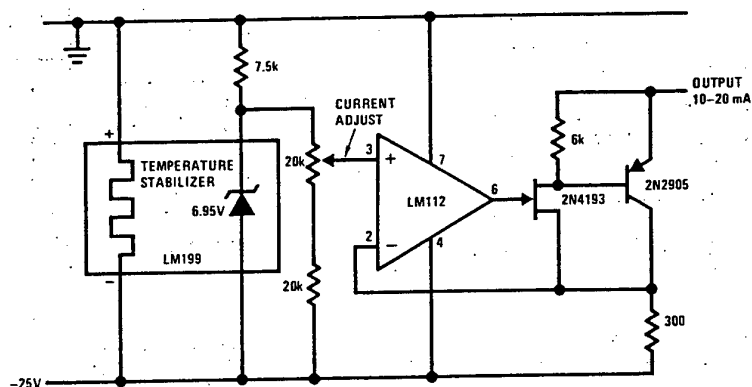 7.5k
CURRENT
ADJUST
OUTPUT
10–20 mA
+
TEMPERATURE
STABILIZER
6.95V
LM199
–
20k
20k
3
+
7
LM112
6
2
–
4
6k
2N4193
2N2905
300
–25V